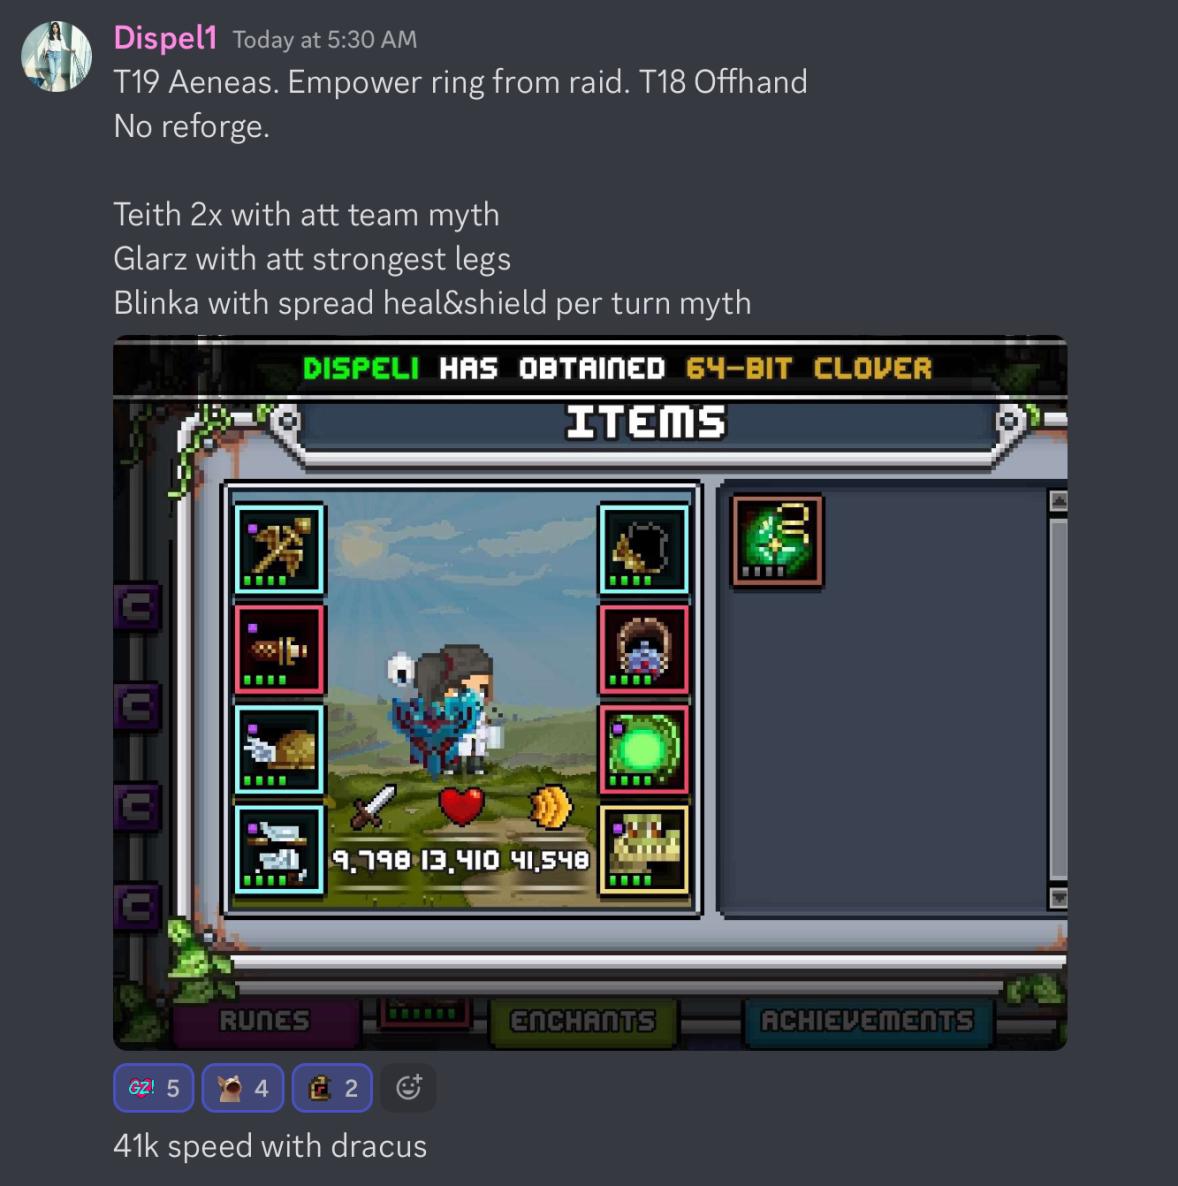 Dispel1 Today at 5:30 AM
T19 Aeneas. Empower ring from raid. T18 Offhand
No reforge.
Teith 2x with att team myth
Glarz with att strongest legs
Blinka with spread heal&shield per turn myth
DISPEL1 HAS OBTAINED 64-BIT CLOVER
ITEMS
9,798 13,410 41,548
RUNES ENCHANTS ACHIEVEMENTS
GZ! 5 4 2
41k speed with dracus